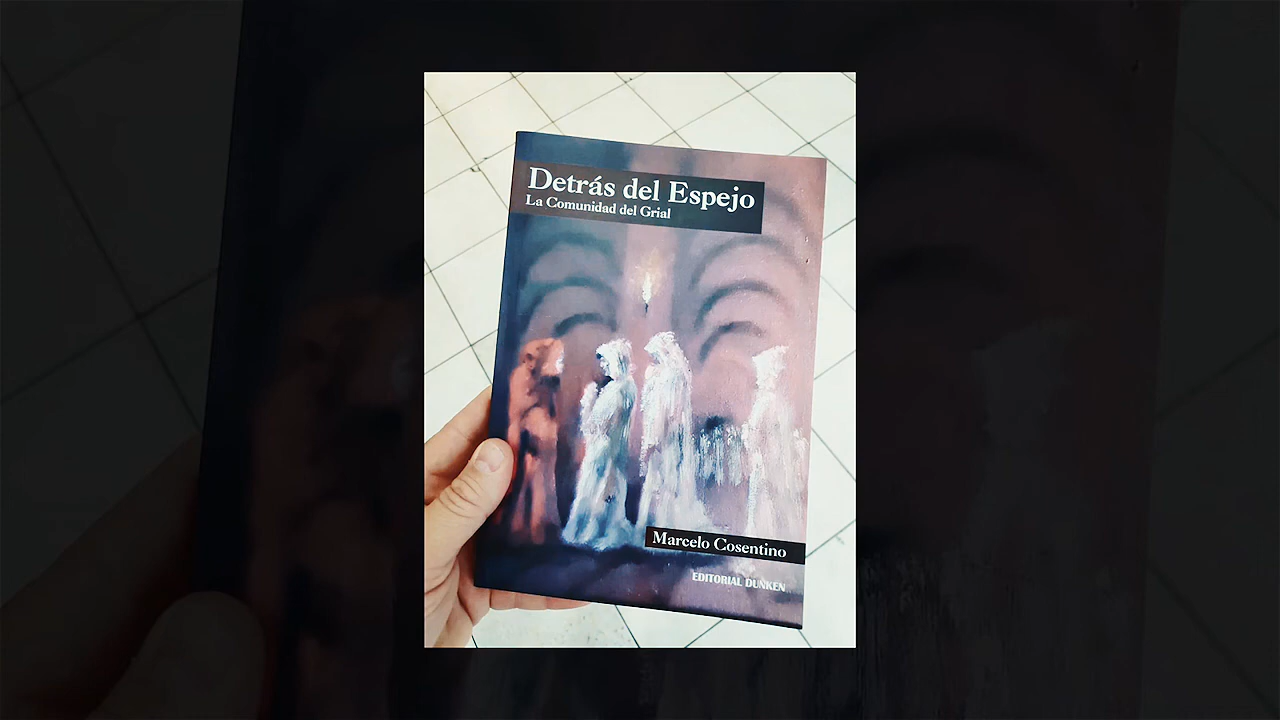 Detrás del Espejo
La Comunidad del Grial
Marcelo Cosentino
EDITORIAL DUNKEN